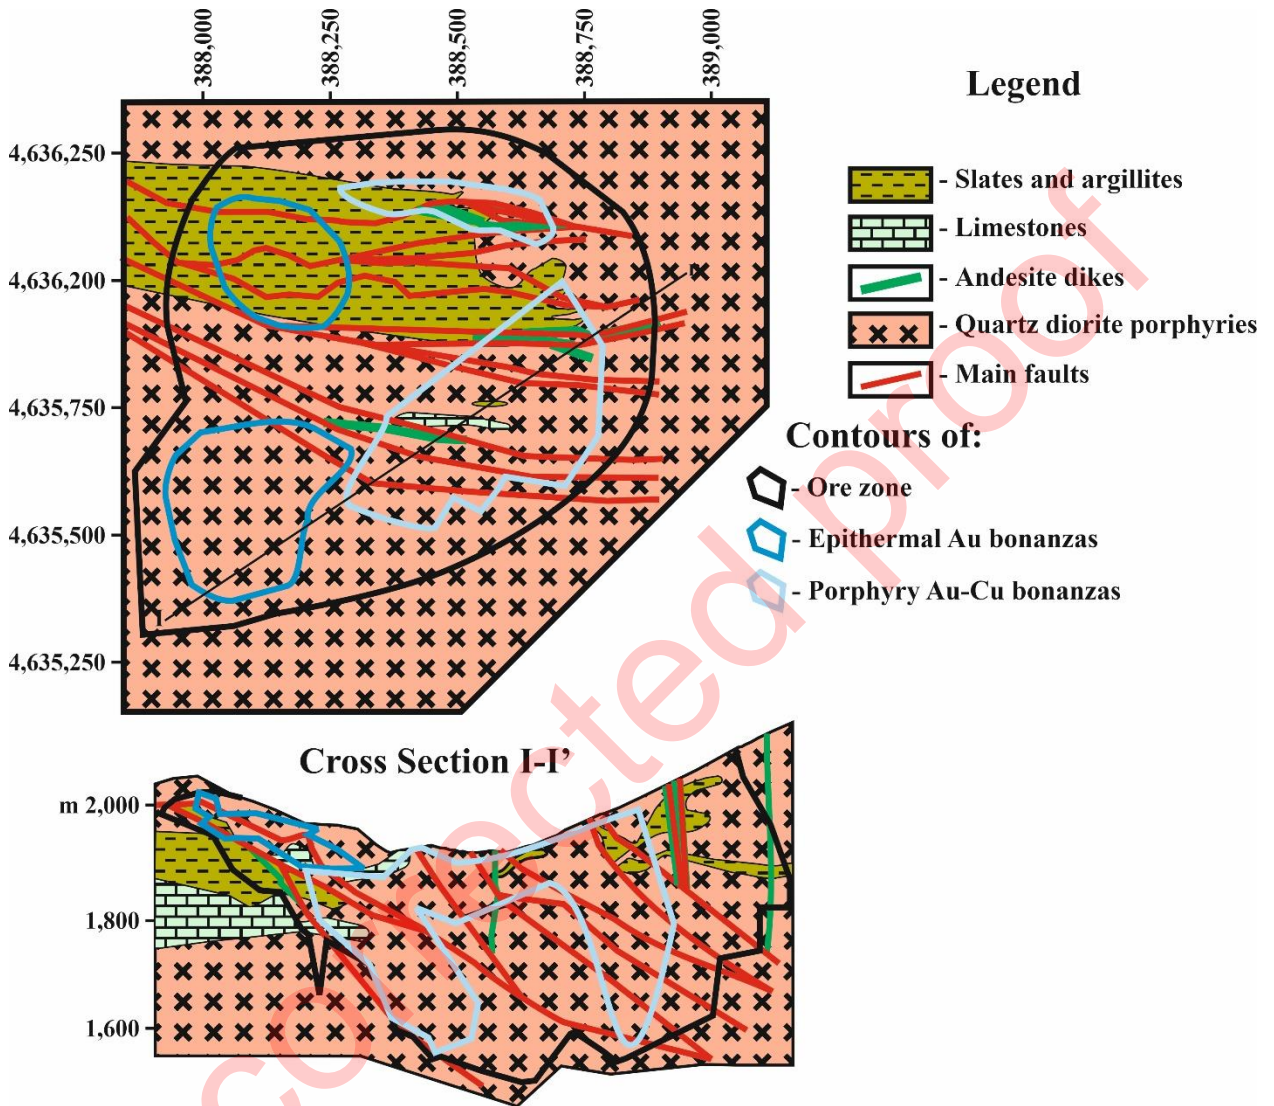 388,000
388,250
388,500
388,750
389,000
4,636,250
4,636,200
4,635,750
4,635,500
4,635,250
I
I'
Legend
- Slates and argillites
- Limestones
- Andesite dikes
- Quartz diorite porphyries
- Main faults
Contours of:
- Ore zone
- Epithermal Au bonanzas
- Porphyry Au-Cu bonanzas
Cross Section I-I’
m 2,000
1,800
1,600
corrected proof